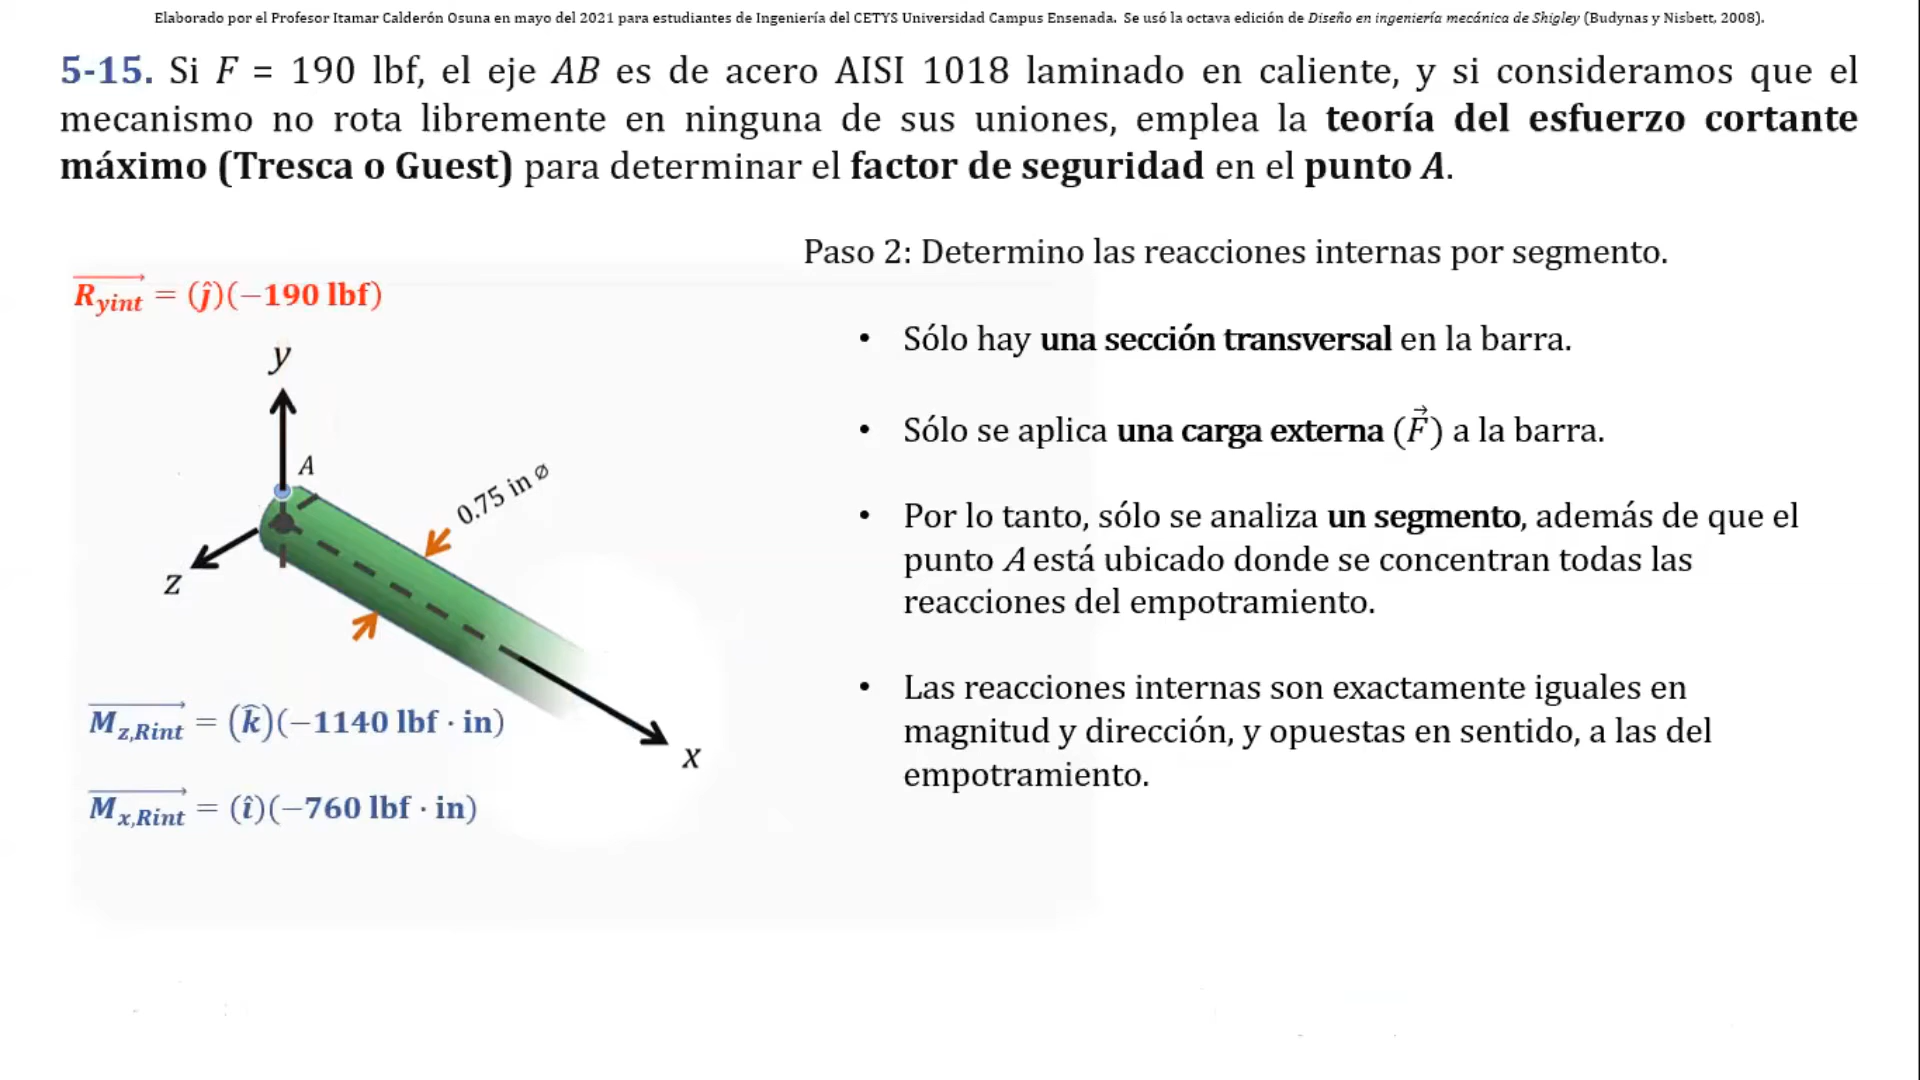 Elaborado por el Profesor Itamar Calderón Osuna en mayo del 2021 para estudiantes de Ingeniería del CETYS Universidad Campus Ensenada. Se usó la octava edición de Diseño en ingeniería mecánica de Shigley (Budynas y Nisbett, 2008).
5-15. Si F = 190 lbf, el eje AB es de acero AISI 1018 laminado en caliente, y si consideramos que el
mecanismo no rota libremente en ninguna de sus uniones, emplea la teoría del esfuerzo cortante
máximo (Tresca o Guest) para determinar el factor de seguridad en el punto A.
Paso 2: Determino las reacciones internas por segmento.
R⃗_yint = (ĵ)(−190 lbf)
y
A
0.75 in ∅
z
x
M⃗_z,Rint = (k̂)(−1140 lbf · in)
M⃗_x,Rint = (î)(−760 lbf · in)
• Sólo hay una sección transversal en la barra.
• Sólo se aplica una carga externa (F⃗) a la barra.
• Por lo tanto, sólo se analiza un segmento, además de que el
punto A está ubicado donde se concentran todas las
reacciones del empotramiento.
• Las reacciones internas son exactamente iguales en
magnitud y dirección, y opuestas en sentido, a las del
empotramiento.